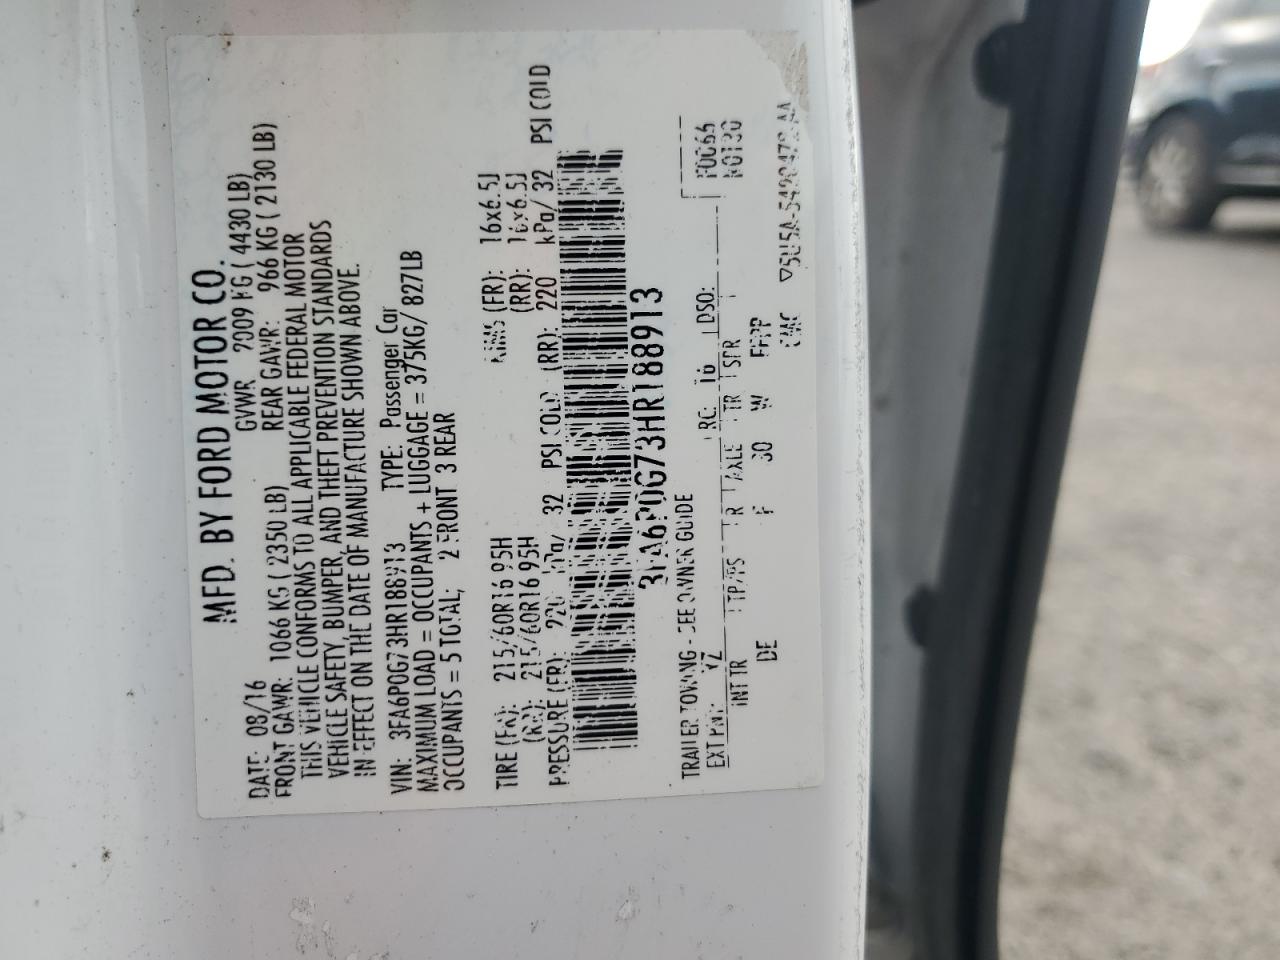 MFD. BY FORD MOTOR CO.
DATE: 08/16 GVWR 2009 KG ( 4430 LB)
FRONT GAWR: 1066 KG ( 2350 LB) REAR GAWR: 966 KG ( 2130 LB)
THIS VEHICLE CONFORMS TO ALL APPLICABLE FEDERAL MOTOR
VEHICLE SAFETY, BUMPER, AND THEFT PREVENTION STANDARDS
IN EFFECT ON THE DATE OF MANUFACTURE SHOWN ABOVE.
VIN: 3FA6P0G73HR188913 TYPE: Passenger Car
MAXIMUM LOAD = OCCUPANTS + LUGGAGE = 375KG/ 827LB
OCCUPANTS = 5 TOTAL, 2 FRONT 3 REAR
TIRE (FR): 215/60R16 95H RIMS (FR): 16x6.5J
(RR): 215/60R16 95H (RR): 16x6.5J
PRESSURE (FR): 220 kPa/ 32 PSI COLD (RR): 220 kPa/ 32 PSI COLD
3FA6P0G73HR188913
TRAILER TOWING - SEE OWNER GUIDE
EXT PNT: YZ RC: 16 DSO: F0066
INT TR TP/PS R AXLE TR SPR
DE F 30 W